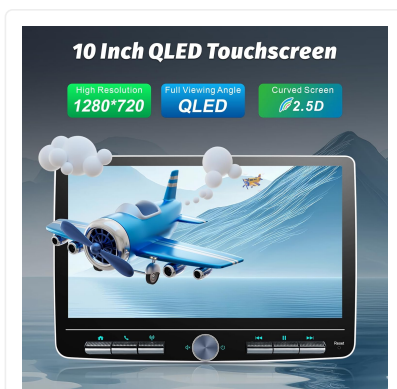 10 Inch QLED Touchscreen
High Resolution
1280*720
Full Viewing Angle
QLED
Curved Screen
2.5D
Reset